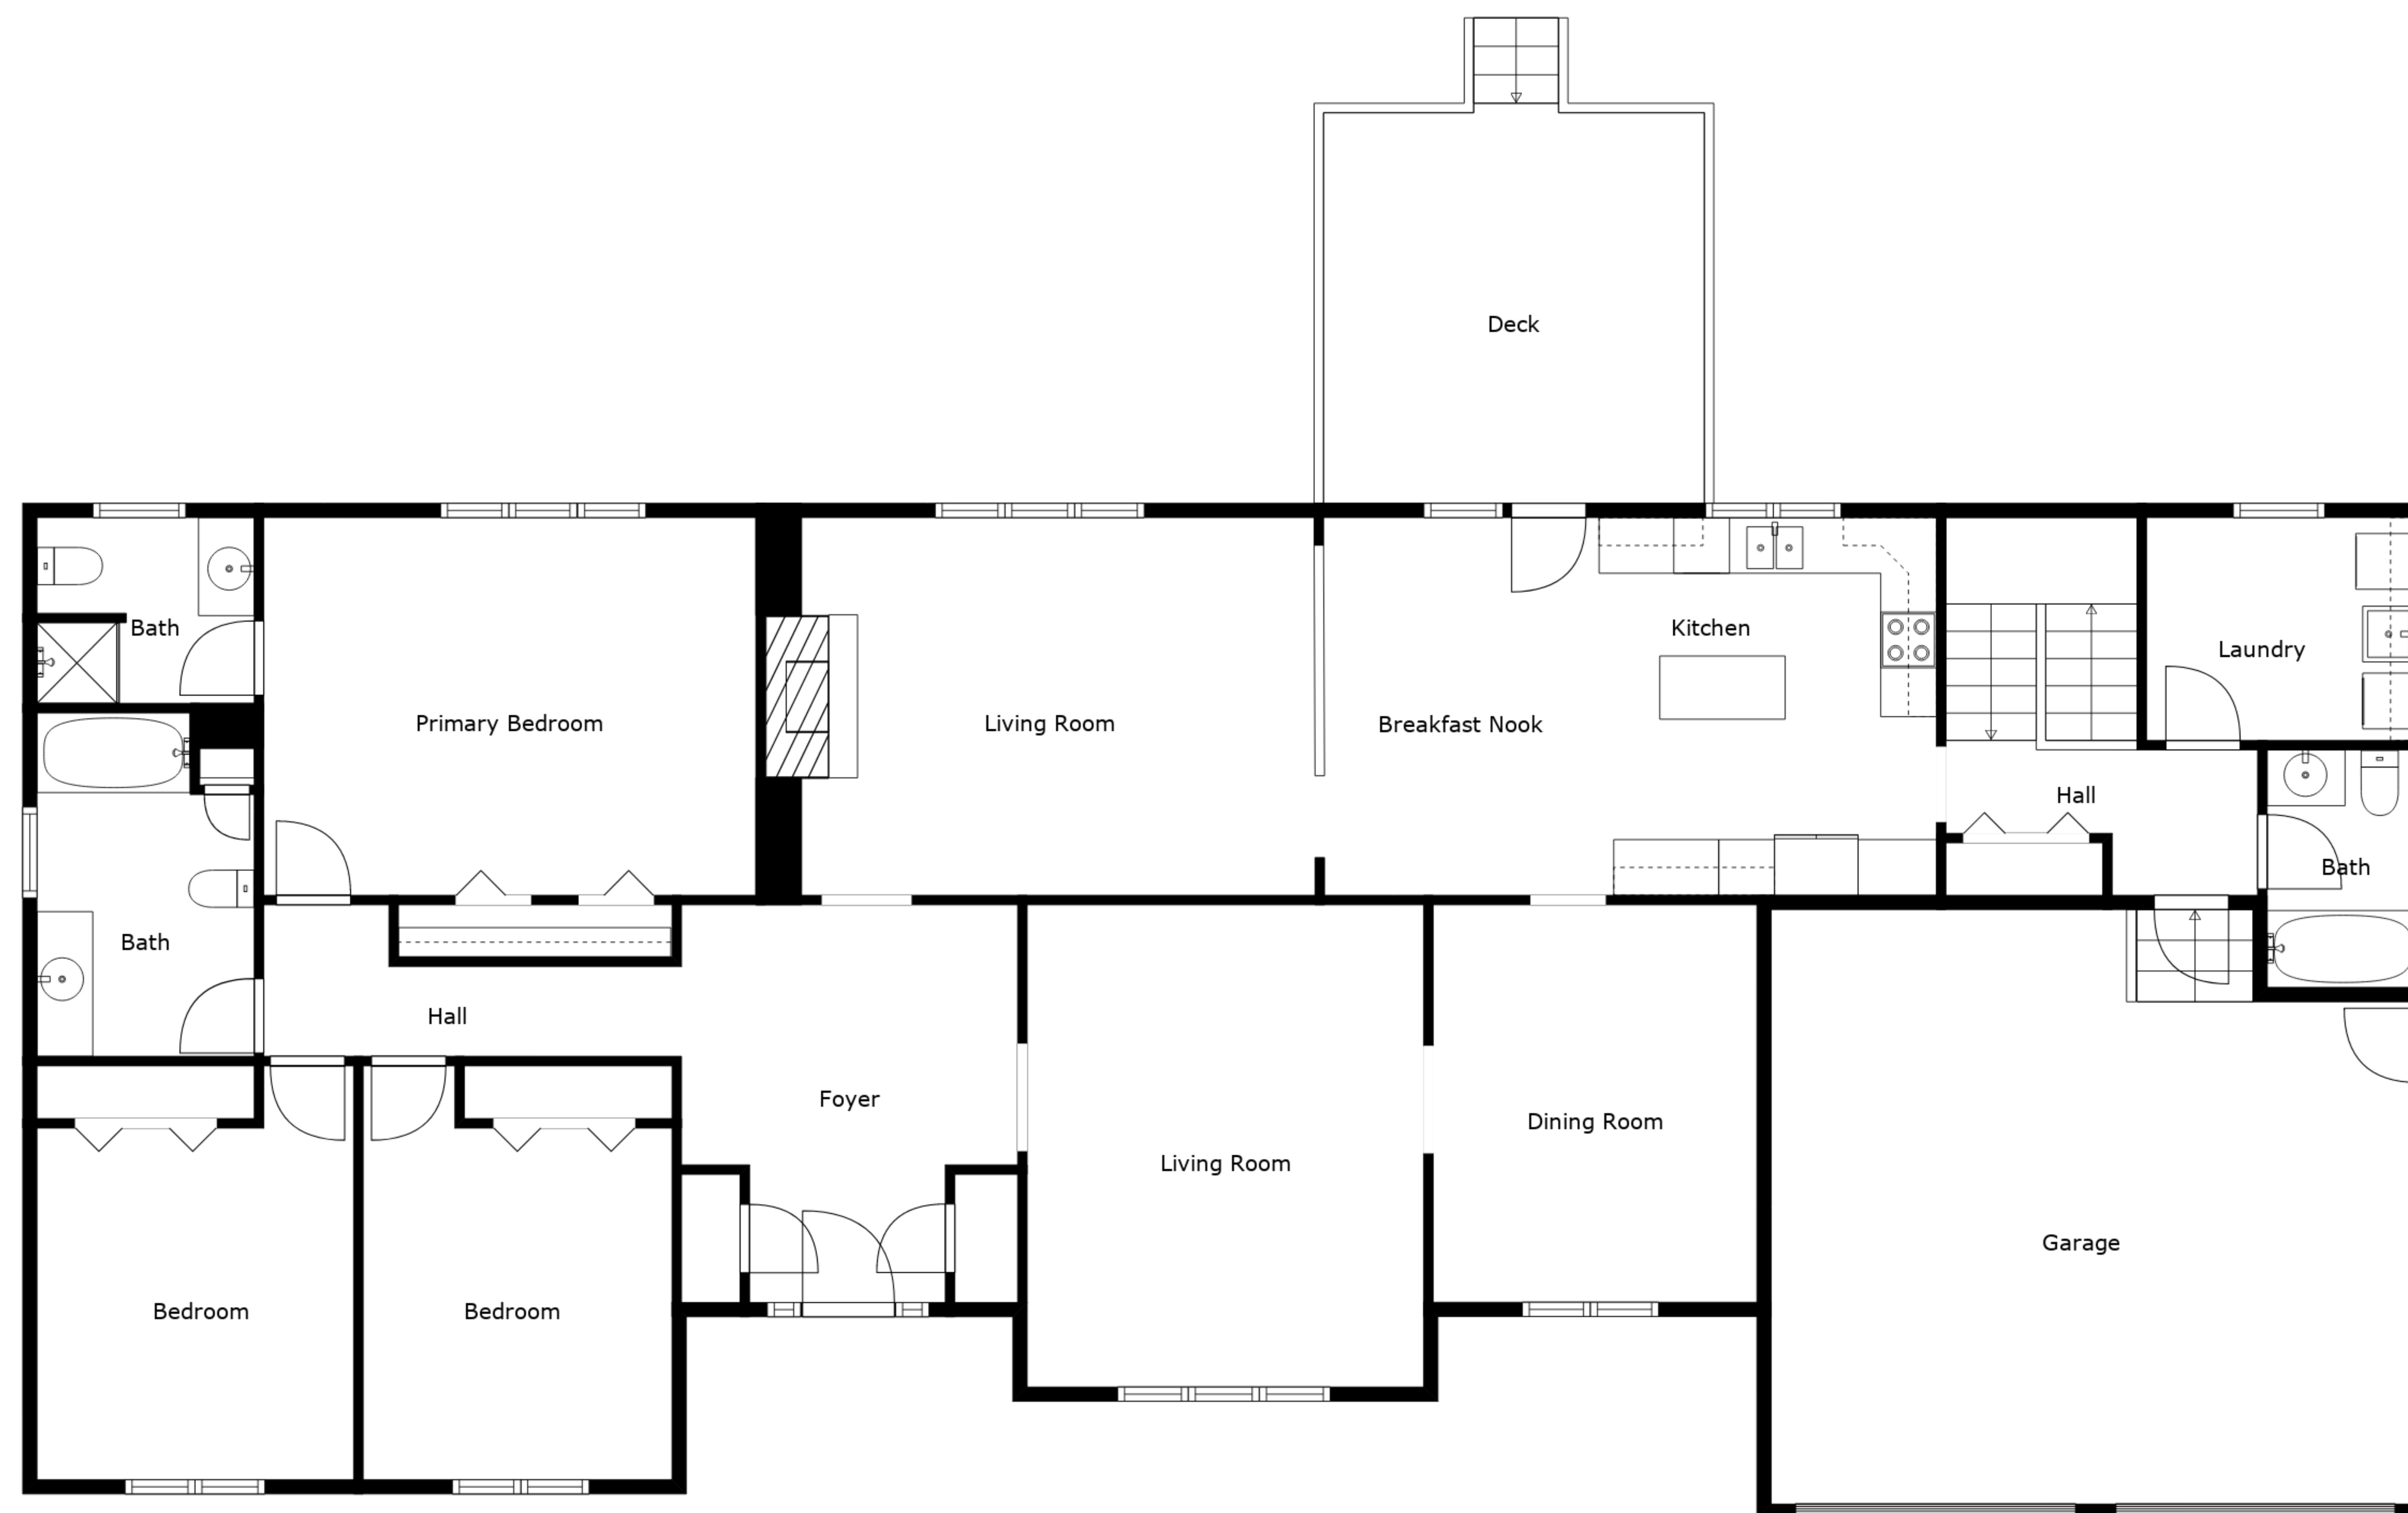 Deck
Bath
Kitchen
Laundry
Primary Bedroom
Living Room
Breakfast Nook
Hall
Bath
Bath
Hall
Foyer
Dining Room
Living Room
Garage
Bedroom
Bedroom